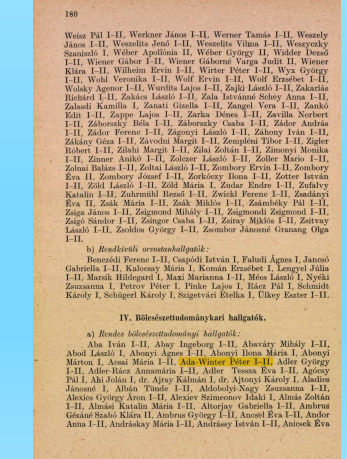 180
Weisz Pál I–II, Werkner János I–II, Werner Tamás I–II, Weszely
János I–II, Weszelits Jenő I–II, Weszelits Vilma I–II, Weszyczky
Szaniszló I, Wéber Apollónia II, Wéber György II, Widder Dezső
I–II, Wiener Gábor I–II, Wiener Gáborné Varga Judit II, Wiener
Klára I–II, Wilheim Ervin I–II, Wirter Péter I–II, Wyx György
I–II, Wohl Veronika I–II, Wolf Ervin I–II, Wolf Erzsébet I–II,
Wolsky Agenor I–II, Wurdits Lajos I–II, Zajki László I–II, Zakariás
Richárd I–II, Zakács László I–II, Zala Istvánné Schey Anna I–II,
Zalasdi Kamilla I, Zanati Gizella I–II, Zangel Vera I–II, Zankó
Edit I–II, Zappe Lajos I–II, Zarka Dénes I–II, Zavilla Norbert
I–II, Záborszky Béla I–II, Záborszky Csaba I–II, Zádor András
I–II, Zádor Ferenc I–II, Zágonyi László I–II, Záhony Iván I–II,
Zákány Géza I–II, Závodni Margit I–II, Zempléni Tibor I–II, Zigler
Róbert I–II, Zilahi Margit I–II, Zilai Zoltán I–II, Zimonyi Monika
I–II, Zinner Anikó I–II, Zolczer László I–II, Zoller Mario I–II,
Zolnai Balázs I–II, Zoltai László I–II, Zombory Ervin I–II, Zombory
Éva II, Zombory József I–II, Zorkóczy Ilona I–II, Zotter István
I–II, Zöld László I–II, Zöld Mária I, Zudar Endre I–II, Zufalvy
Katalin I–II, Zuhrmühl Rezső I–II, Zwickl Ferenc I–II, Zsadányi
Éva II, Zsák Mária I–II, Zsák Miklós I–II, Zsámbéky Pál I–II,
Zsiga János I–II, Zsigmond Mihály I–II, Zsigmondi Zsigmond I–II,
Zsigó Sándor I–II, Zsingor Csaba I–II, Zsiray Miklós I–II, Zsitvay
László I–II, Zsoldos György I–II, Zsombor Jánosné Granang Olga
I–II.
b) Rendkívüli orvostanhallgatók:
Benczédi Ferenc I–II, Csapódi István I, Faludi Ágnes I, Jancsó
Gabriella I–II, Kalocsay Mária I, Komán Rrzsébet I, Lengyel Júlia
I–II, Marsik Hildegard I, Maxi Marianna I–II, Mécs László I, Nyéki
Zsuzsanna I, Petrov Péter I, Pinke Lajos I, Rácz Pál I, Schmidt
Károly I, Schügerl Károly I, Szigetvári Etelka I, Ülkey Eszter I–II.
IV. Bölcsészettudománykari hallgatók.
a) Rendes bölcsészettudományi hallgatók:
Aba Iván I–II, Abay Ingeborg I–II, Abaváry Mihály I–II,
Abod László I, Abonyi Ágnes I–II, Abonyi Ilona Mária I, Abonyi
Márton I, Acsai Mária I–II, Ada-Winter Péter I–II, Adler György
I–II, Adler-Rácz Annamária I–II, Adler Tessza Éva I–II, Agócsy
Pál I, Ahi Jolán I, dr. Ajray Kálmán I, dr. Ajtonyi Károly I, Aladics
Jánosné I, Albán Tünde I–II, Aldobolyi-Nagy Zsuzsanna I–II,
Alexics György Áron I–II, Alexiev Szimeonov Idaki I, Almás Zoltán
I–II, Almási Katalin Mária I–II, Altorjay Gabriella I–II, Ambrus
Gézáné Szabó Klára II, Ambrus György I–II, Ancsel Éva I–II, Andor
Anna I–II, Andráskay Mária I–II, Andrássy István I–II, Anicsek Éva